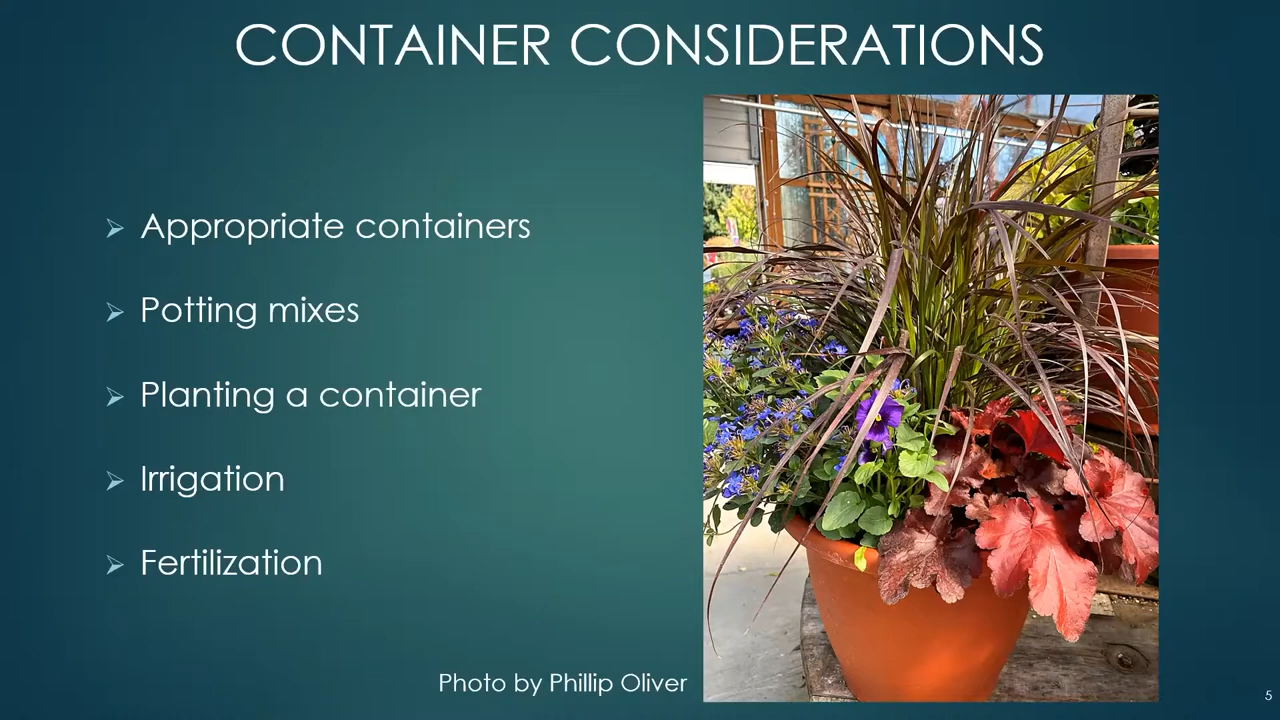 CONTAINER CONSIDERATIONS
➢ Appropriate containers
➢ Potting mixes
➢ Planting a container
➢ Irrigation
➢ Fertilization
Photo by Phillip Oliver
5